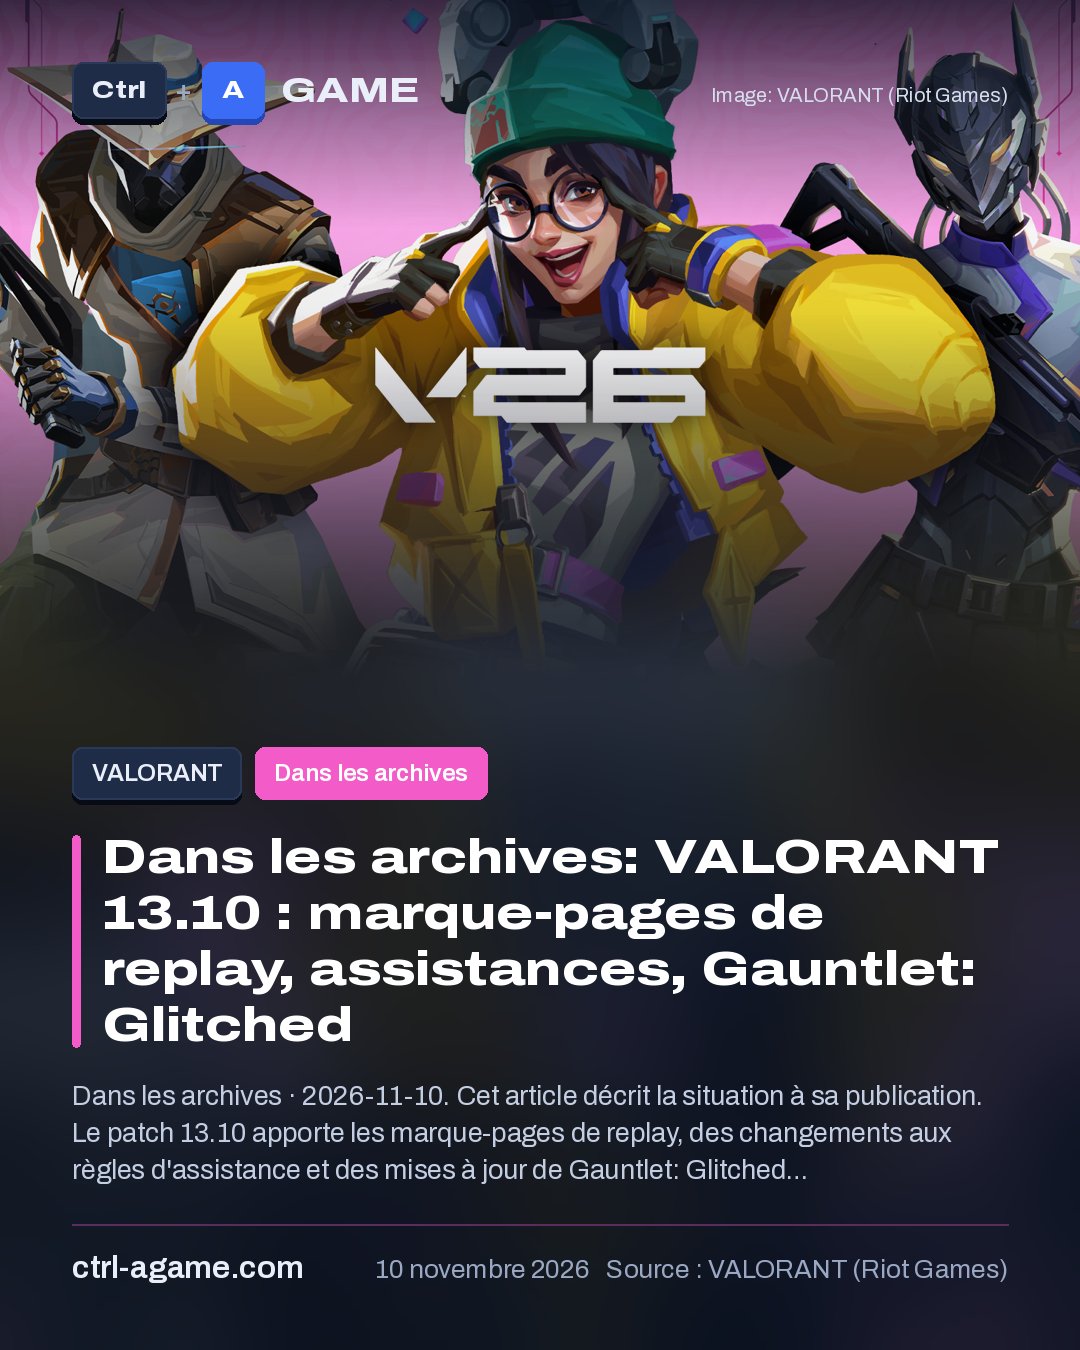 Ctrl + A GAME
Image: VALORANT (Riot Games)
V26
VALORANT
Dans les archives
Dans les archives: VALORANT
13.10 : marque-pages de
replay, assistances, Gauntlet:
Glitched
Dans les archives · 2026-11-10. Cet article décrit la situation à sa publication.
Le patch 13.10 apporte les marque-pages de replay, des changements aux
règles d'assistance et des mises à jour de Gauntlet: Glitched...
ctrl-agame.com
10 novembre 2026 Source : VALORANT (Riot Games)